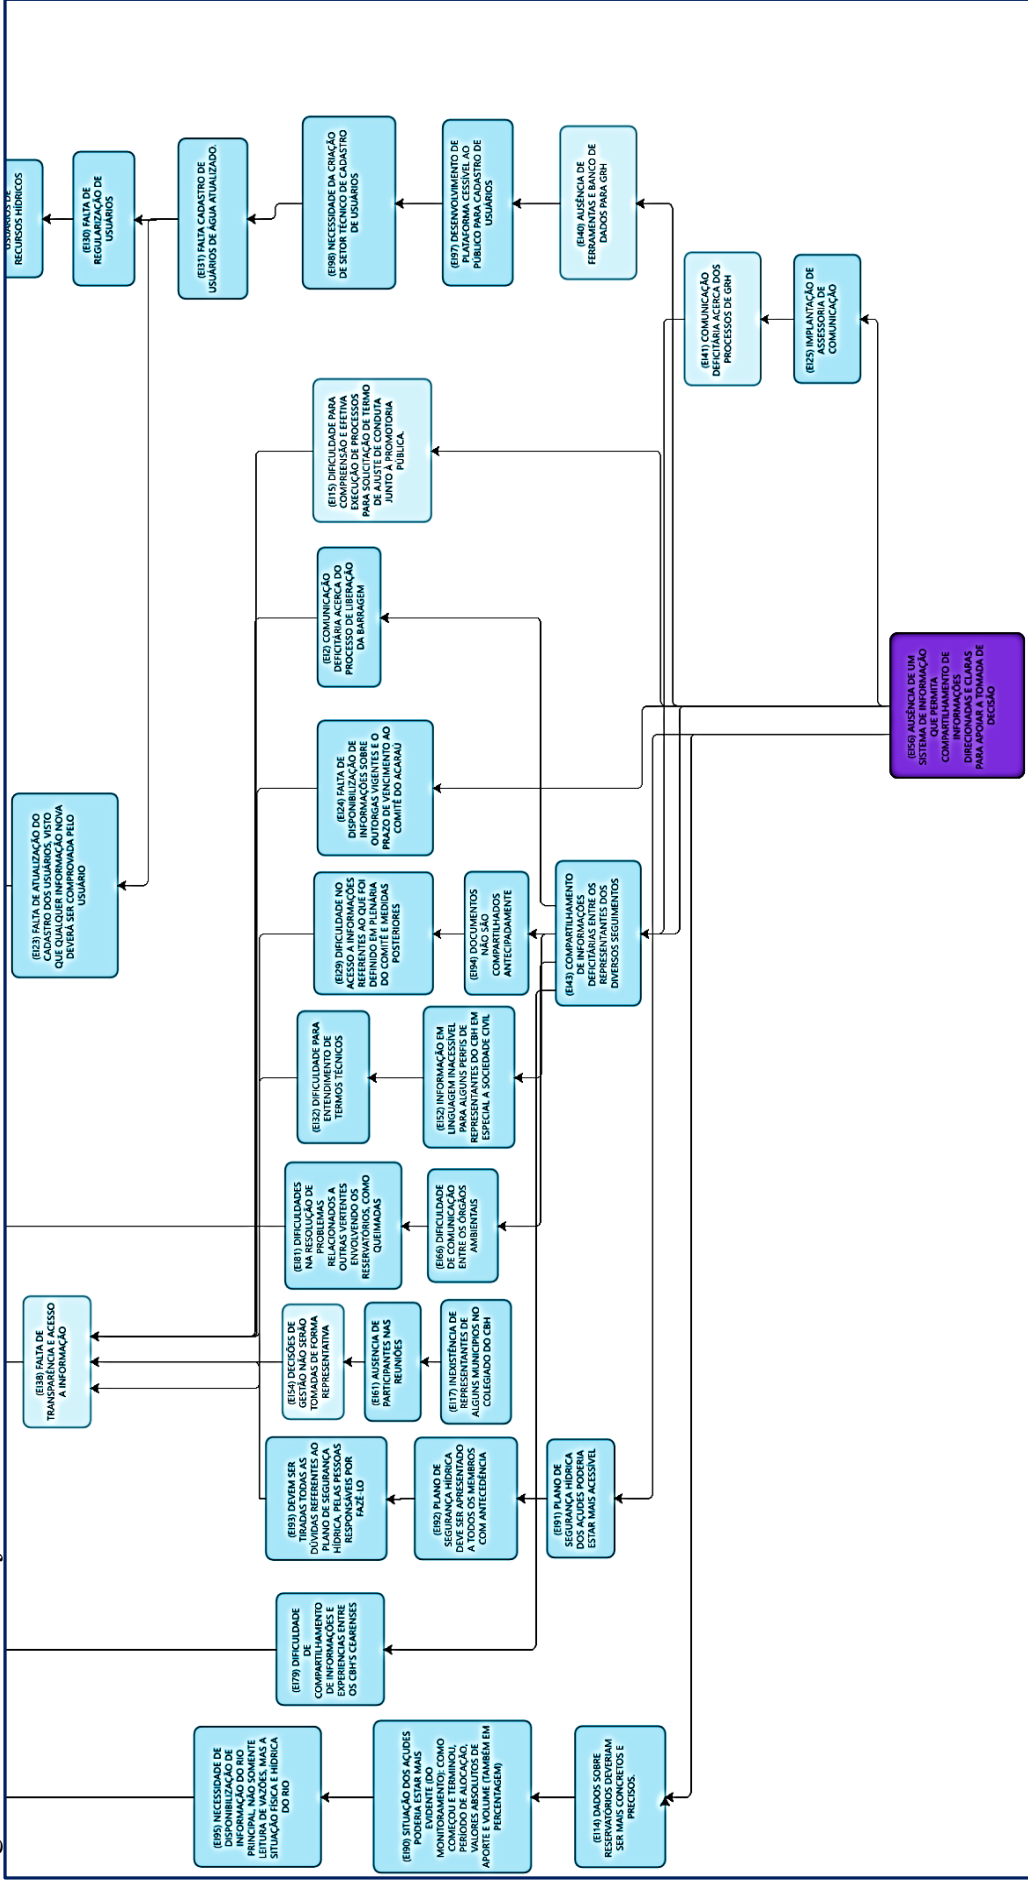 USUÁRIOS DE
RECURSOS HÍDRICOS
(EI30) FALTA DE
REGULARIZAÇÃO DE
USUÁRIOS
(EI31) FALTA CADASTRO DE
USUÁRIOS DE ÁGUA ATUALIZADO.
(EI98) NECESSIDADE DA CRIAÇÃO
DE SETOR TÉCNICO DE CADASTRO
DE USUÁRIOS
(EI97) DESENVOLVIMENTO DE
PLATAFORMA CESSÍVEL AO
PÚBLICO PARA CADASTRO DE
USUÁRIOS
(EI40) AUSÊNCIA DE
FERRAMENTAS E BANCO DE
DADOS PARA GRH
(EI41) COMUNICAÇÃO
DEFICITÁRIA ACERCA DOS
PROCESSOS DE GRH
(EI25) IMPLANTAÇÃO DE
ASSESSORIA DE
COMUNICAÇÃO
(EI15) DIFICULDADE PARA
COMPREENSÃO E EFETIVA
EXECUÇÃO DE PROCESSOS
PARA SOLICITAÇÃO DE TERMO
DE AJUSTE DE CONDUTA
JUNTO À PROMOTORIA
PÚBLICA.
(EI2) COMUNICAÇÃO
DEFICITÁRIA ACERCA DO
PROCESSO DE LIBERAÇÃO
DA BARRAGEM
(EI56) AUSÊNCIA DE UM
SISTEMA DE INFORMAÇÃO
QUE PERMITA
COMPARTILHAMENTO DE
INFORMAÇÕES
DIRECIONADAS E CLARAS
PARA APOIAR A TOMADA DE
DECISÃO
(EI24) FALTA DE
DISPONIBILIZAÇÃO DE
INFORMAÇÕES SOBRE
OUTORGAS VIGENTES E O
PRAZO DE VENCIMENTO AO
COMITÊ DO ACARAÚ
(EI23) FALTA DE ATUALIZAÇÃO DO
CADASTRO DOS USUÁRIOS, VISTO
QUE QUALQUER INFORMAÇÃO NOVA
DEVERÁ SER COMPROVADA PELO
USUÁRIO
(EI29) DIFICULDADE NO
ACESSO A INFORMAÇÕES
REFERENTES AO QUE FOI
DEFINIDO EM PLENÁRIA
DO COMITÊ E MEDIDAS
POSTERIORES
(EI94) DOCUMENTOS
NÃO SÃO
COMPARTILHADOS
ANTECIPADAMENTE
(EI43) COMPARTILHAMENTO
DE INFORMAÇÕES
DEFICITÁRIAS ENTRE OS
REPRESENTANTES DOS
DIVERSOS SEGUIMENTOS
(EI32) DIFICULDADE PARA
ENTENDIMENTO DE
TERMOS TÉCNICOS
(EI52) INFORMAÇÃO EM
LINGUAGEM INACESSÍVEL
PARA ALGUNS PERFIS DE
REPRESENTANTES DO CBH EM
ESPECIAL A SOCIEDADE CIVIL
(EI81) DIFICULDADES
NA RESOLUÇÃO DE
PROBLEMAS
RELACIONADOS A
OUTRAS VERTENTES
ENVOLVENDO OS
RESERVATÓRIOS, COMO
QUEIMADAS
(EI66) DIFICULDADE
DE COMUNICAÇÃO
ENTRE OS ÓRGÃOS
AMBIENTAIS
(EI38) FALTA DE
TRANSPARÊNCIA E ACESSO
A INFORMAÇÃO
(EI54) DECISÕES DE
GESTÃO NÃO SERÃO
TOMADAS DE FORMA
REPRESENTATIVA
(EI61) AUSENCIA DE
PARTICIPANTES NAS
REUNIÕES
(EI17) INEXISTÊNCIA DE
REPRESENTANTES DE
ALGUNS MUNICIPIOS NO
COLEGIADO DO CBH
(EI93) DEVEM SER
TIRADAS TODAS AS
DÚVIDAS REFERENTES AO
PLANO DE SEGURANÇA
HÍDRICA, PELAS PESSOAS
RESPONSÁVEIS POR
FAZÊ-LO
(EI92) PLANO DE
SEGURANÇA HÍDRICA
DEVE SER APRESENTADO
A TODOS OS MEMBROS
COM ANTECEDÊNCIA
(EI91) PLANO DE
SEGURANÇA HÍDRICA
DOS AÇUDES PODERIA
ESTAR MAIS ACESSÍVEL
(EI79) DIFICULDADE
DE
COMPARTILHAMENTO
DE INFORMAÇÕES E
EXPERIENCIAS ENTRE
OS CBH'S CEARENSES
(EI95) NECESSIDADE DE
DISPONIBILIZAÇÃO DE
INFORMAÇÃO DO RIO
PRINCIPAL, NÃO SOMENTE
LEITURA DE VAZÕES, MAS A
SITUAÇÃO FÍSICA E HÍDRICA
DO RIO
(EI90) SITUAÇÃO DOS AÇUDES
PODERIA ESTAR MAIS
EVIDENTE (DO
MONITORAMENTO): COMO
COMEÇOU E TERMINOU,
PERÍODO DE ALOCAÇÃO,
VALORES ABSOLUTOS DE
APORTE E VOLUME (TAMBÉM EM
PERCENTAGEM)
(EI14) DADOS SOBRE
RESERVATÓRIOS DEVERIAM
SER MAIS CONCRETOS E
PRECISOS.